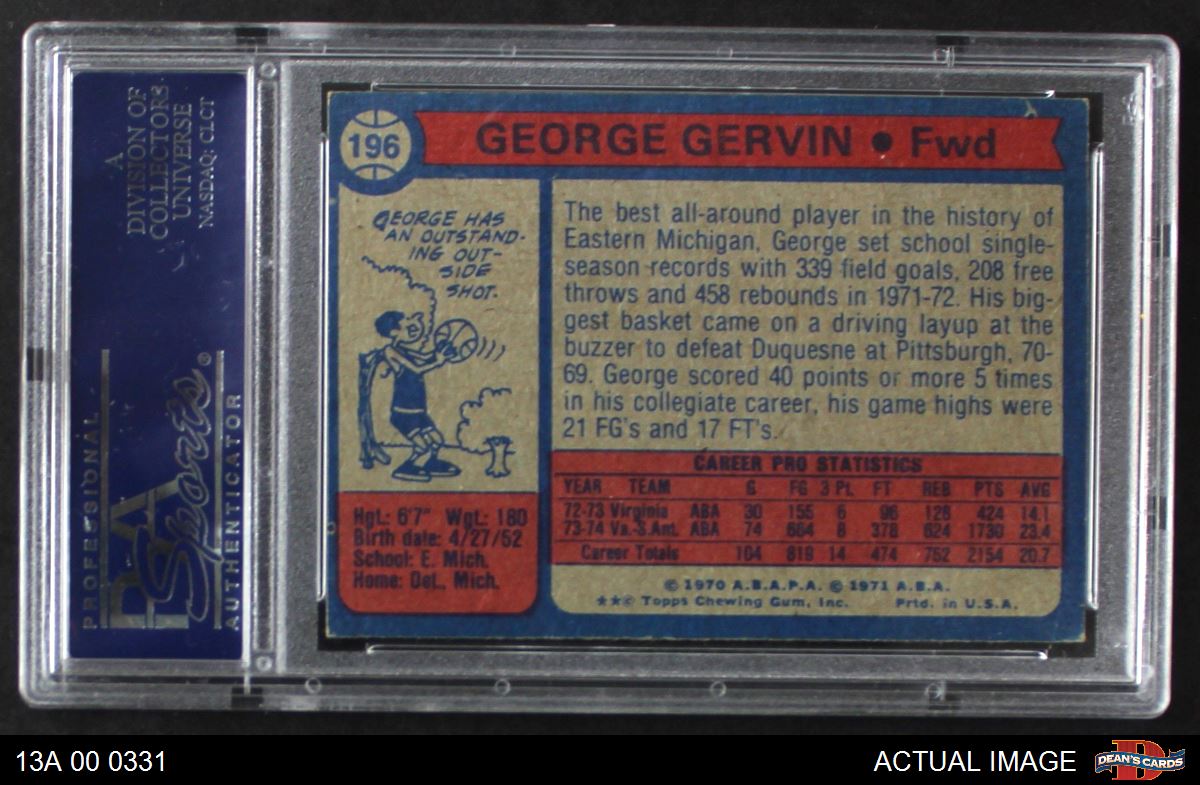 A
DIVISION OF
COLLECTORS
UNIVERSE
NASDAQ: CLCT
PROFESSIONAL
PSA
Sports®
AUTHENTICATOR
196
GEORGE GERVIN • Fwd
GEORGE HAS
AN OUTSTAND-
ING OUT-
SIDE
SHOT.
The best all-around player in the history of
Eastern Michigan, George set school single-
season records with 339 field goals, 208 free
throws and 458 rebounds in 1971-72. His big-
gest basket came on a driving layup at the
buzzer to defeat Duquesne at Pittsburgh, 70-
69. George scored 40 points or more 5 times
in his collegiate career, his game highs were
21 FG's and 17 FT's.
Hgt.: 6'7" Wgt.: 180
Birth date: 4/27/52
School: E. Mich.
Home: Det., Mich.
CAREER PRO STATISTICS
YEAR TEAM G FG 3 Pt. FT REB PTS AVG
72-73 Virginia ABA 30 155 6 96 128 424 14.1
73-74 Va.-S.Ant. ABA 74 664 8 378 624 1730 23.4
Career Totals 104 819 14 474 752 2154 20.7
© 1970 A.B.A.P.A. © 1971 A.B.A.
★★© Topps Chewing Gum, Inc. Prtd. in U.S.A.
13A 00 0331
ACTUAL IMAGE
D
DEAN'S CARDS